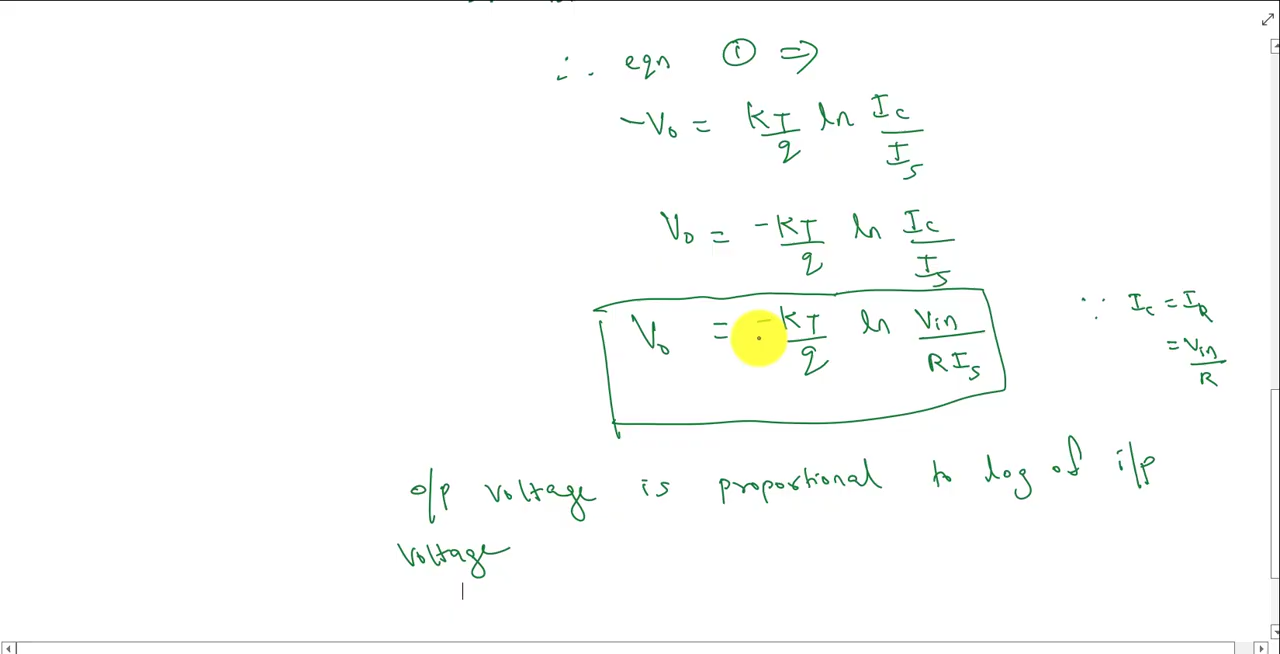 ∴ eqn ① ⇒
-V₀ = KT/q ln Ic/Is
V₀ = -KT/q ln Ic/Is
∵ Ic = IR
V₀ = -KT/q ln Vin/RIs
= Vin/R
o/p voltage is proportional to log of i/p
voltage